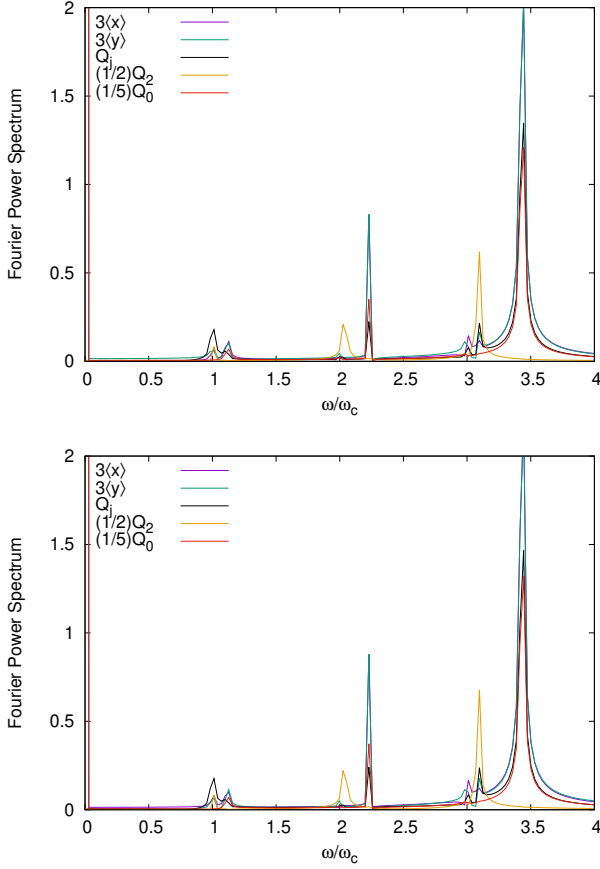 2
3⟨x⟩
3⟨y⟩
Q_j
(1/2)Q_2
(1/5)Q_0
1.5
1
0.5
0
Fourier Power Spectrum
0 0.5 1 1.5 2 2.5 3 3.5 4
ω/ω_c
2
3⟨x⟩
3⟨y⟩
Q_j
(1/2)Q_2
(1/5)Q_0
1.5
1
0.5
0
Fourier Power Spectrum
0 0.5 1 1.5 2 2.5 3 3.5 4
ω/ω_c